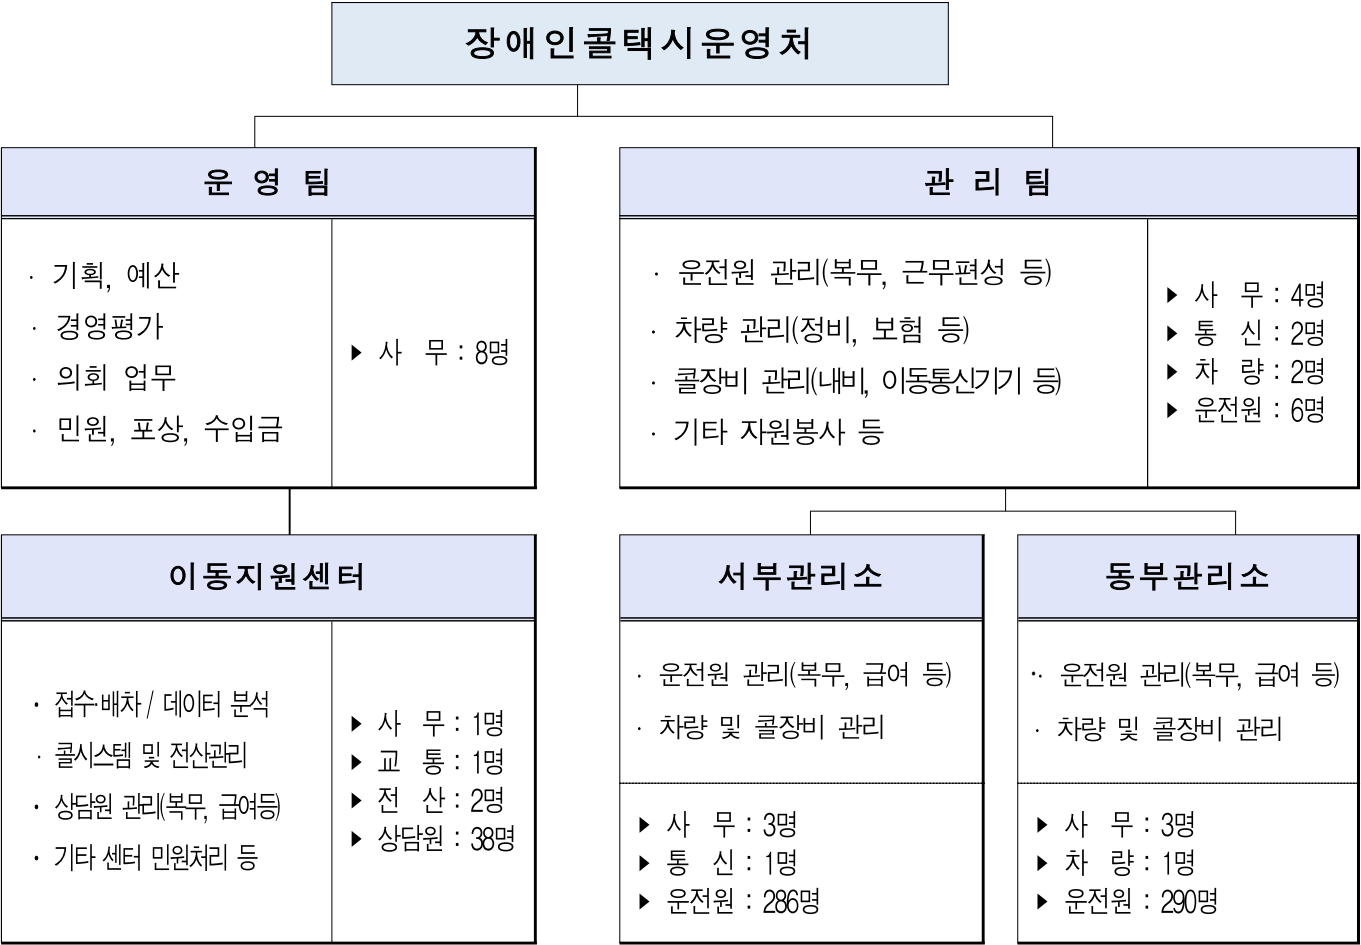 장애인콜택시운영처
운 영 팀
· 기획, 예산
· 경영평가
· 의회 업무
· 민원, 포상, 수입금
▶ 사 무 : 8명
관 리 팀
· 운전원 관리(복무, 근무편성 등)
· 차량 관리(정비, 보험 등)
· 콜장비 관리(내비, 이동통신기기 등)
· 기타 자원봉사 등
▶ 사 무 : 4명
▶ 통 신 : 2명
▶ 차 량 : 2명
▶ 운전원 : 6명
이동지원센터
· 접수·배차 / 데이터 분석
· 콜시스템 및 전산관리
· 상담원 관리(복무, 급여등)
· 기타 센터 민원처리 등
▶ 사 무 : 1명
▶ 교 통 : 1명
▶ 전 산 : 2명
▶ 상담원 : 38명
서부관리소
· 운전원 관리(복무, 급여 등)
· 차량 및 콜장비 관리
▶ 사 무 : 3명
▶ 통 신 : 1명
▶ 운전원 : 286명
동부관리소
·· 운전원 관리(복무, 급여 등)
· 차량 및 콜장비 관리
▶ 사 무 : 3명
▶ 차 량 : 1명
▶ 운전원 : 290명